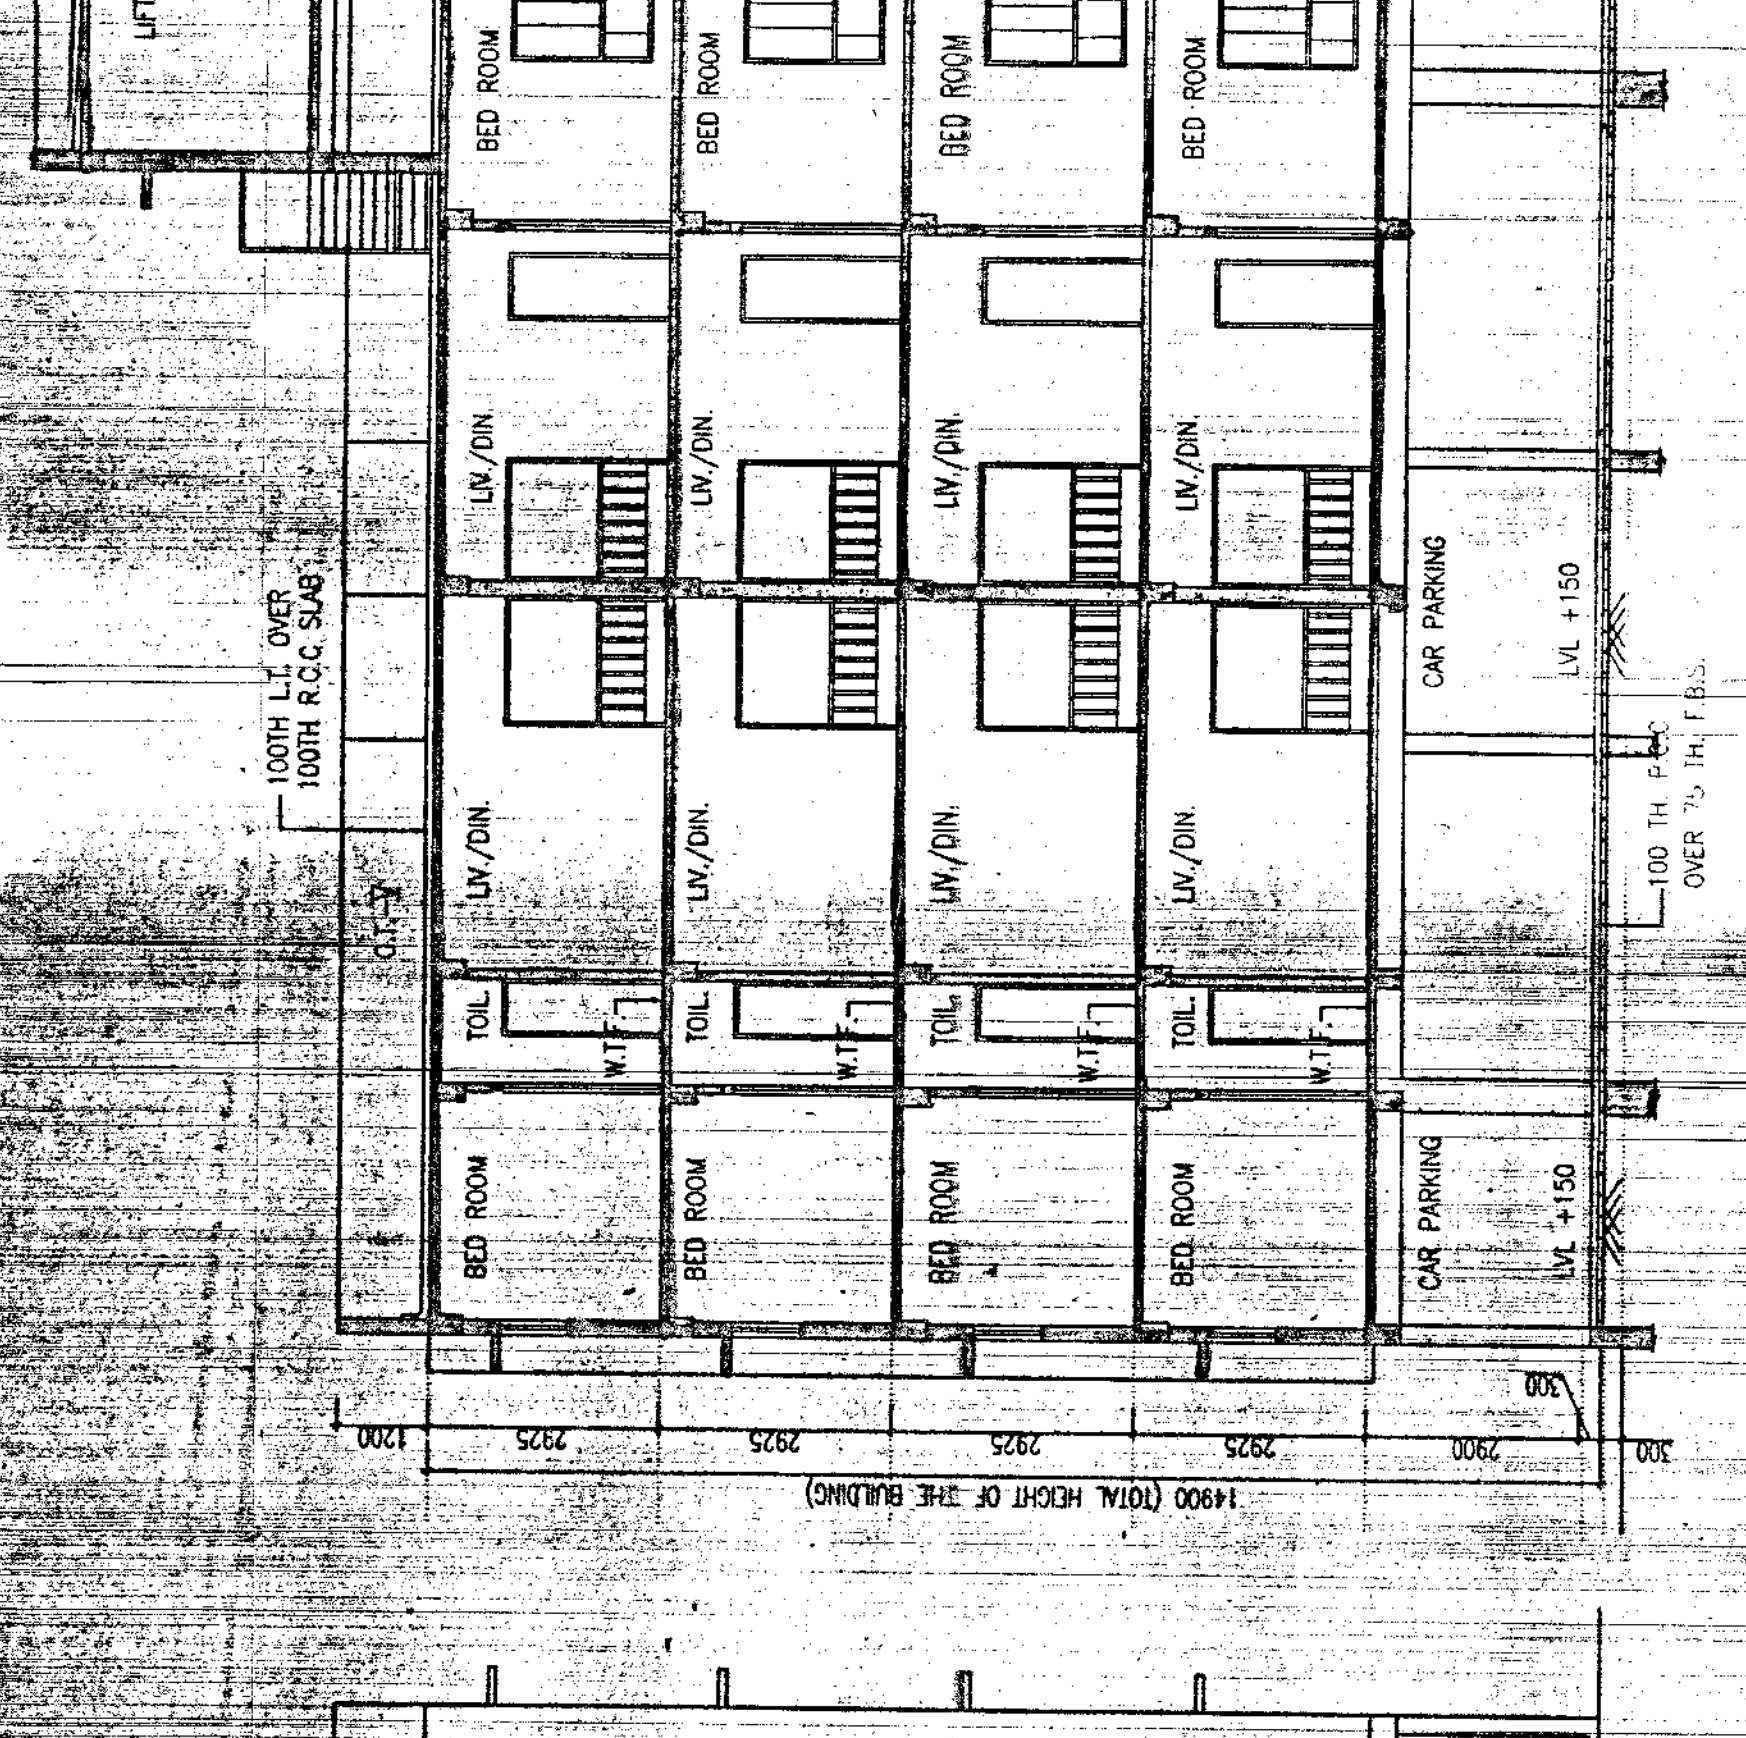 LIFT
100TH L.T. OVER
100TH R.C.C. SLAB
O.T.
BED ROOM
LIV./DIN.
LIV./DIN.
TOIL.
W.T.F.
BED ROOM
BED ROOM
LIV./DIN.
LIV./DIN.
TOIL.
W.T.F.
BED ROOM
BED ROOM
LIV./DIN.
LIV./DIN.
TOIL.
W.T.F.
BED ROOM
BED ROOM
LIV./DIN.
LIV./DIN.
TOIL.
W.T.F.
BED ROOM
CAR PARKING
LVL +150
CAR PARKING
LVL +150
100 TH. P.C.C
OVER 75 TH. F.B.S.
1200
2925
2925
2925
2925
2900
300
300
14900 (TOTAL HEIGHT OF THE BUILDING)